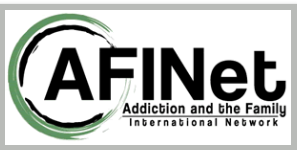 AFINet
Addiction and the Family
International Network